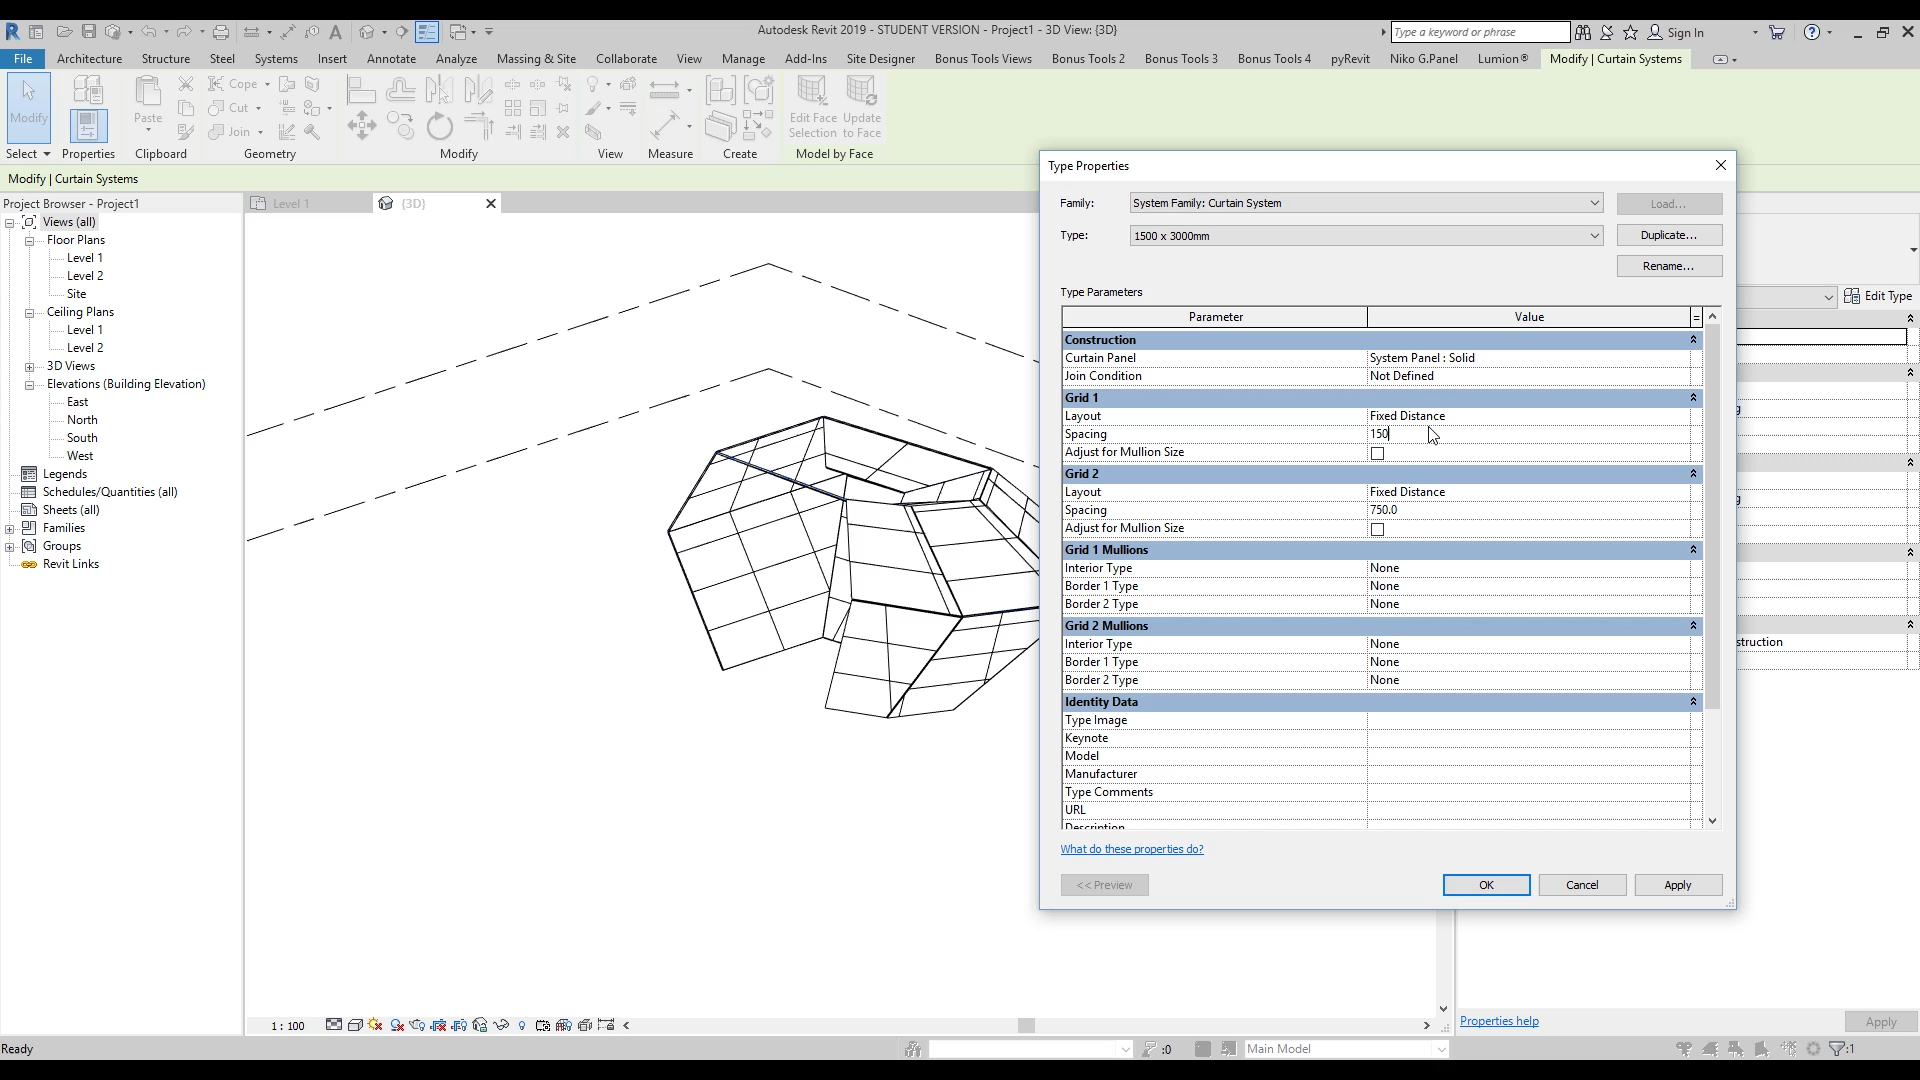 Autodesk Revit 2019 - STUDENT VERSION - Project1 - 3D View: {3D}
Type a keyword or phrase
Sign In
File Architecture Structure Steel Systems Insert Annotate Analyze Massing & Site Collaborate View Manage Add-Ins Site Designer Bonus Tools Views Bonus Tools 2 Bonus Tools 3 Bonus Tools 4 pyRevit Niko G.Panel Lumion® Modify | Curtain Systems
Modify
Paste
Cope
Cut
Join
Edit Face Selection
Update to Face
Select Properties Clipboard Geometry Modify View Measure Create Model by Face
Modify | Curtain Systems
Project Browser - Project1
Views (all)
Floor Plans
Level 1
Level 2
Site
Ceiling Plans
Level 1
Level 2
3D Views
Elevations (Building Elevation)
East
North
South
West
Legends
Schedules/Quantities (all)
Sheets (all)
Families
Groups
Revit Links
Level 1
{3D}
Type Properties
Family: System Family: Curtain System Load...
Type: 1500 x 3000mm Duplicate...
Rename...
Type Parameters
Parameter Value =
Construction
Curtain Panel System Panel : Solid
Join Condition Not Defined
Grid 1
Layout Fixed Distance
Spacing 150
Adjust for Mullion Size
Grid 2
Layout Fixed Distance
Spacing 750.0
Adjust for Mullion Size
Grid 1 Mullions
Interior Type None
Border 1 Type None
Border 2 Type None
Grid 2 Mullions
Interior Type None
Border 1 Type None
Border 2 Type None
Identity Data
Type Image
Keynote
Model
Manufacturer
Type Comments
URL
Description
What do these properties do?
<< Preview OK Cancel Apply
Edit Type
struction
Properties help Apply
1 : 100
Ready
:0
Main Model
:1